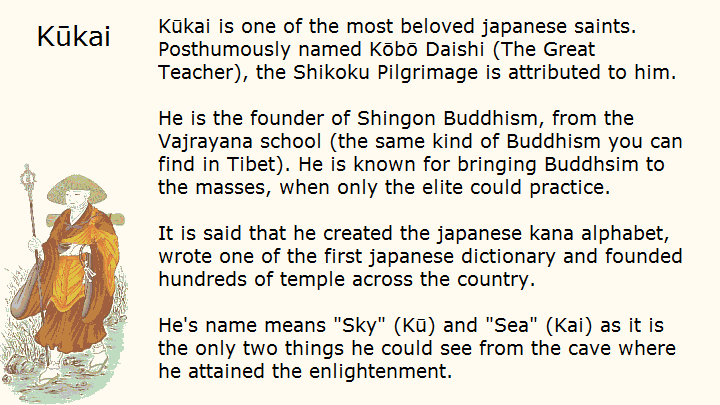 Kūkai
Kūkai is one of the most beloved japanese saints.
Posthumously named Kōbō Daishi (The Great
Teacher), the Shikoku Pilgrimage is attributed to him.
He is the founder of Shingon Buddhism, from the
Vajrayana school (the same kind of Buddhism you can
find in Tibet). He is known for bringing Buddhsim to
the masses, when only the elite could practice.
It is said that he created the japanese kana alphabet,
wrote one of the first japanese dictionary and founded
hundreds of temple across the country.
He's name means "Sky" (Kū) and "Sea" (Kai) as it is
the only two things he could see from the cave where
he attained the enlightenment.